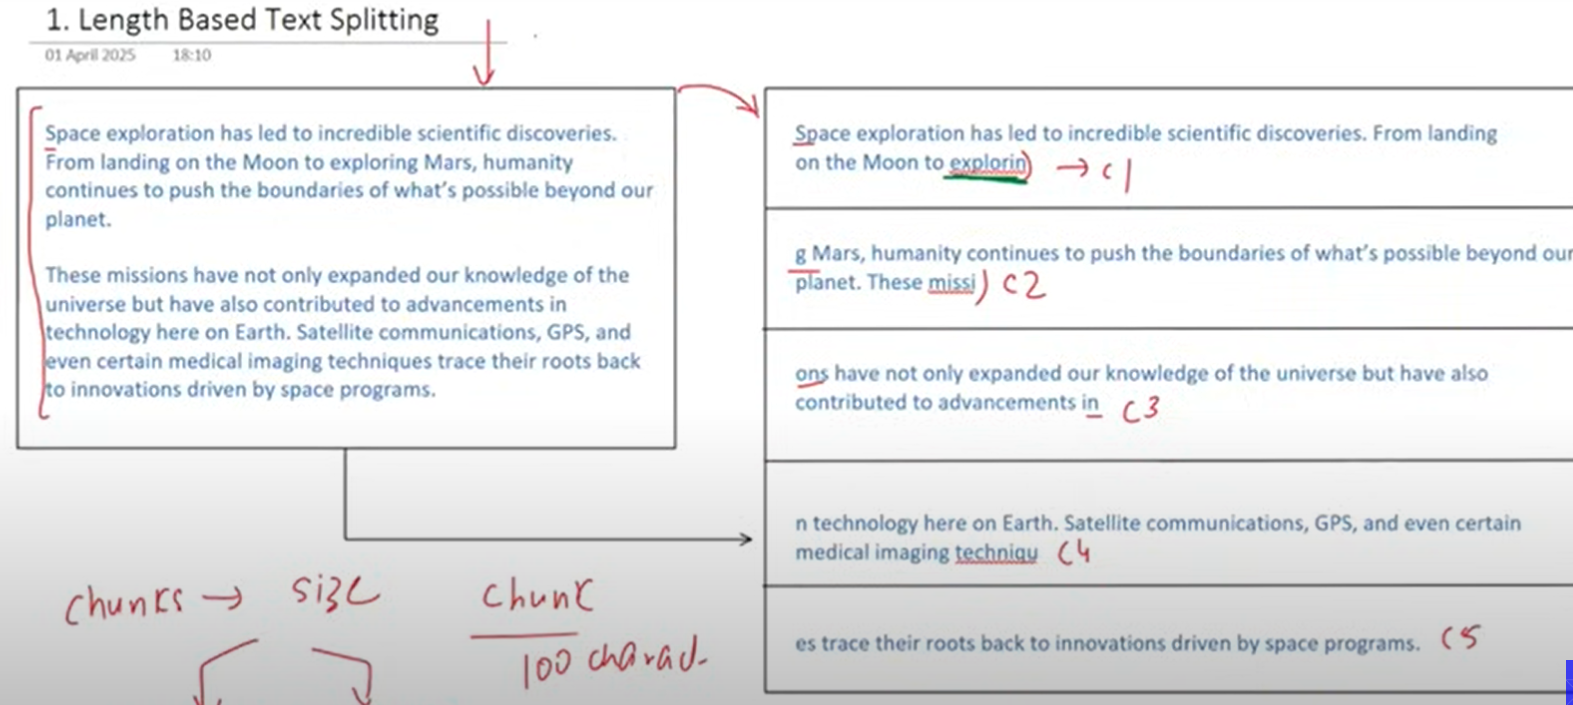 1. Length Based Text Splitting
01 April 2025 18:10
Space exploration has led to incredible scientific discoveries.
From landing on the Moon to exploring Mars, humanity
continues to push the boundaries of what's possible beyond our
planet.
These missions have not only expanded our knowledge of the
universe but have also contributed to advancements in
technology here on Earth. Satellite communications, GPS, and
even certain medical imaging techniques trace their roots back
to innovations driven by space programs.
Chunks → size
chunk
100 charad.
Space exploration has led to incredible scientific discoveries. From landing
on the Moon to explorin) → c1
g Mars, humanity continues to push the boundaries of what's possible beyond our
planet. These missi) c2
ons have not only expanded our knowledge of the universe but have also
contributed to advancements in c3
n technology here on Earth. Satellite communications, GPS, and even certain
medical imaging techniqu c4
es trace their roots back to innovations driven by space programs. c5